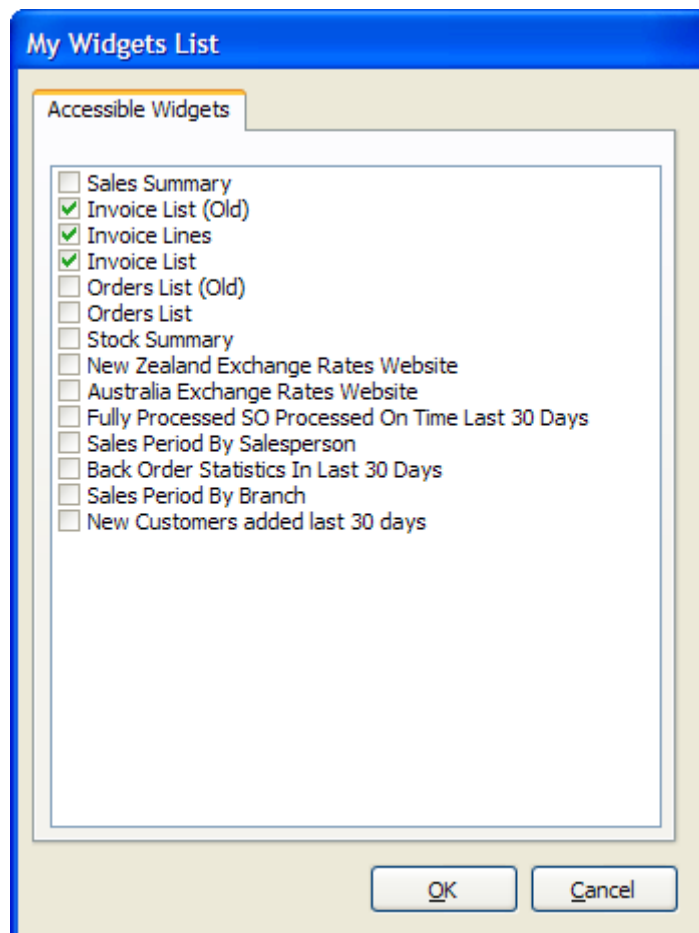 My Widgets List
Accessible Widgets
Sales Summary
Invoice List (Old)
Invoice Lines
Invoice List
Orders List (Old)
Orders List
Stock Summary
New Zealand Exchange Rates Website
Australia Exchange Rates Website
Fully Processed SO Processed On Time Last 30 Days
Sales Period By Salesperson
Back Order Statistics In Last 30 Days
Sales Period By Branch
New Customers added last 30 days
OK Cancel